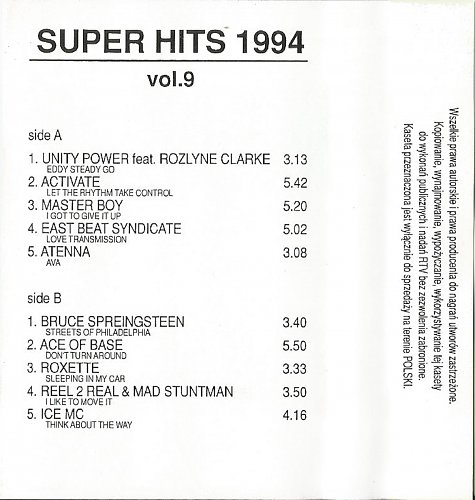 SUPER HITS 1994
vol.9
side A
1. UNITY POWER feat. ROZLYNE CLARKE 3.13
EDDY STEADY GO
2. ACTIVATE 5.42
LET THE RHYTHM TAKE CONTROL
3. MASTER BOY 5.20
I GOT TO GIVE IT UP
4. EAST BEAT SYNDICATE 5.02
LOVE TRANSMISSION
5. ATENNA 3.08
AVA
side B
1. BRUCE SPREINGSTEEN 3.40
STREETS OF PHILADELPHIA
2. ACE OF BASE 5.50
DON'T TURN AROUND
3. ROXETTE 3.33
SLEEPING IN MY CAR
4. REEL 2 REAL & MAD STUNTMAN 3.50
I LIKE TO MOVE IT
5. ICE MC 4.16
THINK ABOUT THE WAY
Wszelkie prawa autorskie i prawa producenta do nagrań utworów zastrzeżone.
Kopiowanie, wynajmowanie, wypożyczanie, wykorzystywanie tej kasety
do wykonań publicznych i nadań RTV bez zezwolenia zabronione.
Kaseta przeznaczona jest wyłącznie do sprzedaży na terenie POLSKI.